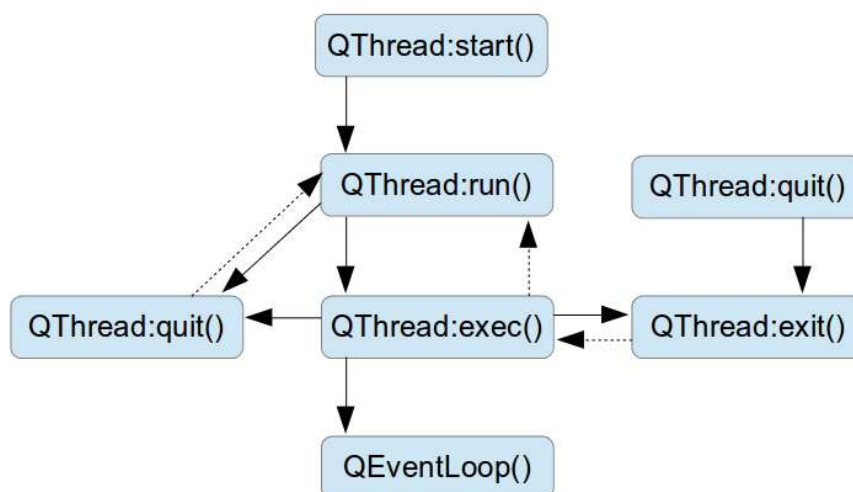 QThread:start()
QThread:run()
QThread:quit()
QThread:quit()
QThread:exec()
QThread:exit()
QEventLoop()